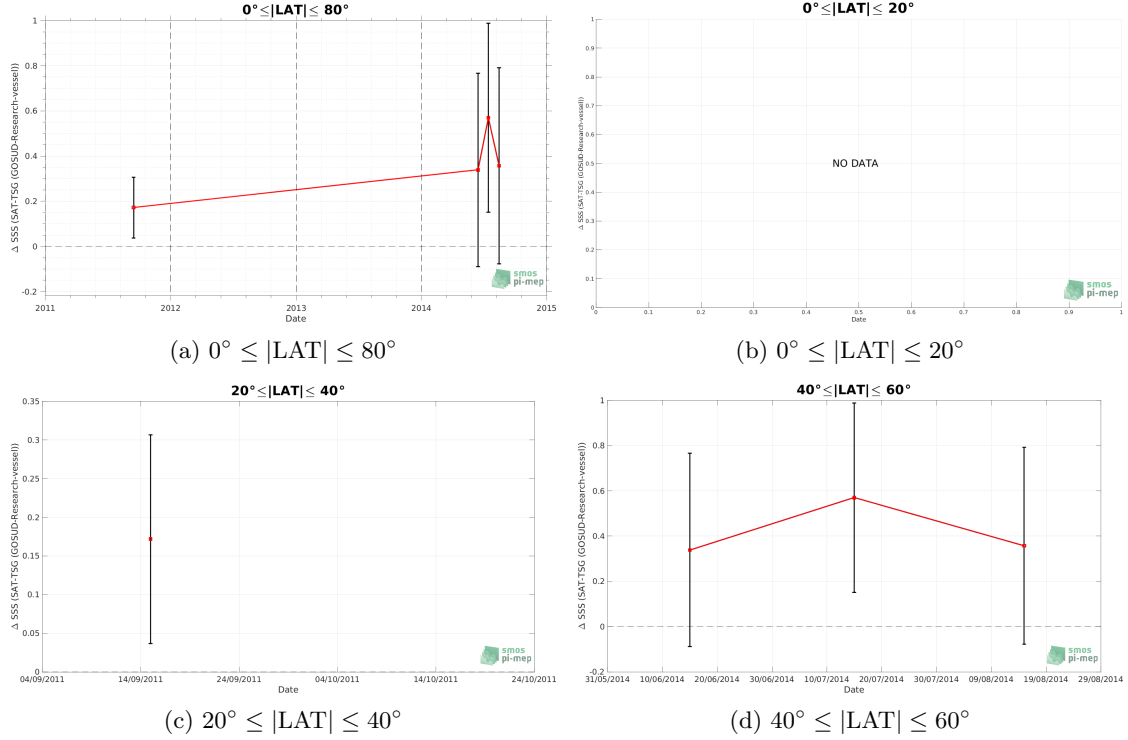 0°≤|LAT|≤ 80°
Δ SSS (SAT-TSG (GOSUD-Research-vessel))
1
0.8
0.6
0.4
0.2
0
-0.2
2011
2012
2013
2014
2015
Date
smos
pi-mep
(a) 0° ≤ |LAT| ≤ 80°
0°≤|LAT|≤ 20°
Δ SSS (SAT-TSG (GOSUD-Research-vessel))
1
0.9
0.8
0.7
0.6
0.5
0.4
0.3
0.2
0.1
0
NO DATA
0
0.1
0.2
0.3
0.4
0.5
0.6
0.7
0.8
0.9
1
Date
smos
pi-mep
(b) 0° ≤ |LAT| ≤ 20°
20°≤|LAT|≤ 40°
Δ SSS (SAT-TSG (GOSUD-Research-vessel))
0.35
0.3
0.25
0.2
0.15
0.1
0.05
0
04/09/2011
14/09/2011
24/09/2011
04/10/2011
14/10/2011
24/10/2011
Date
smos
pi-mep
(c) 20° ≤ |LAT| ≤ 40°
40°≤|LAT|≤ 60°
Δ SSS (SAT-TSG (GOSUD-Research-vessel))
1
0.8
0.6
0.4
0.2
0
-0.2
31/05/2014
10/06/2014
20/06/2014
30/06/2014
10/07/2014
20/07/2014
30/07/2014
09/08/2014
19/08/2014
29/08/2014
Date
smos
pi-mep
(d) 40° ≤ |LAT| ≤ 60°